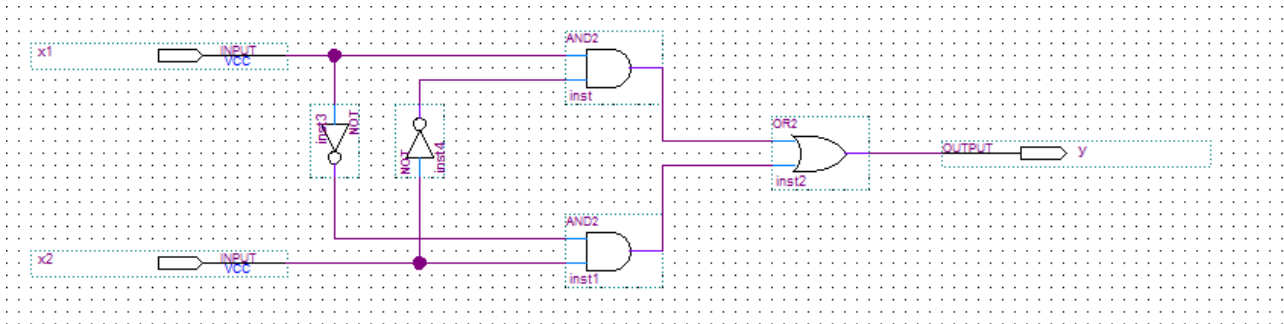 x1
INPUT
VCC
AND2
inst
inst3
NOT
NOT
inst4
OR2
inst2
OUTPUT
y
AND2
inst1
x2
INPUT
VCC